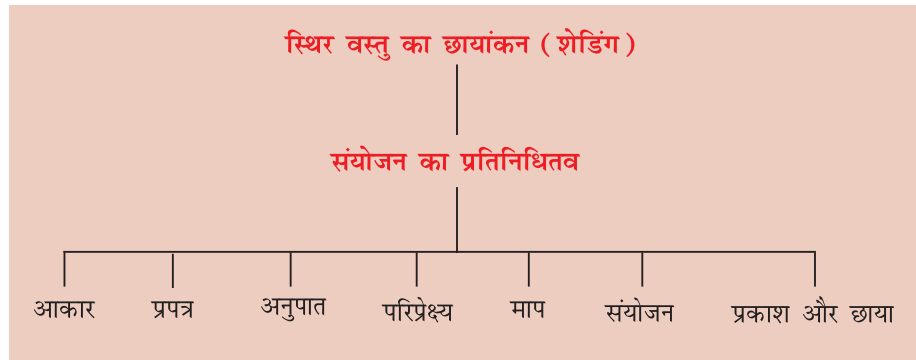 स्थिर वस्तु का छायांकन ( शेडिंग )
संयोजन का प्रतिनिधितव
आकार प्रपत्र अनुपात परिप्रेक्ष्य माप संयोजन प्रकाश और छाया